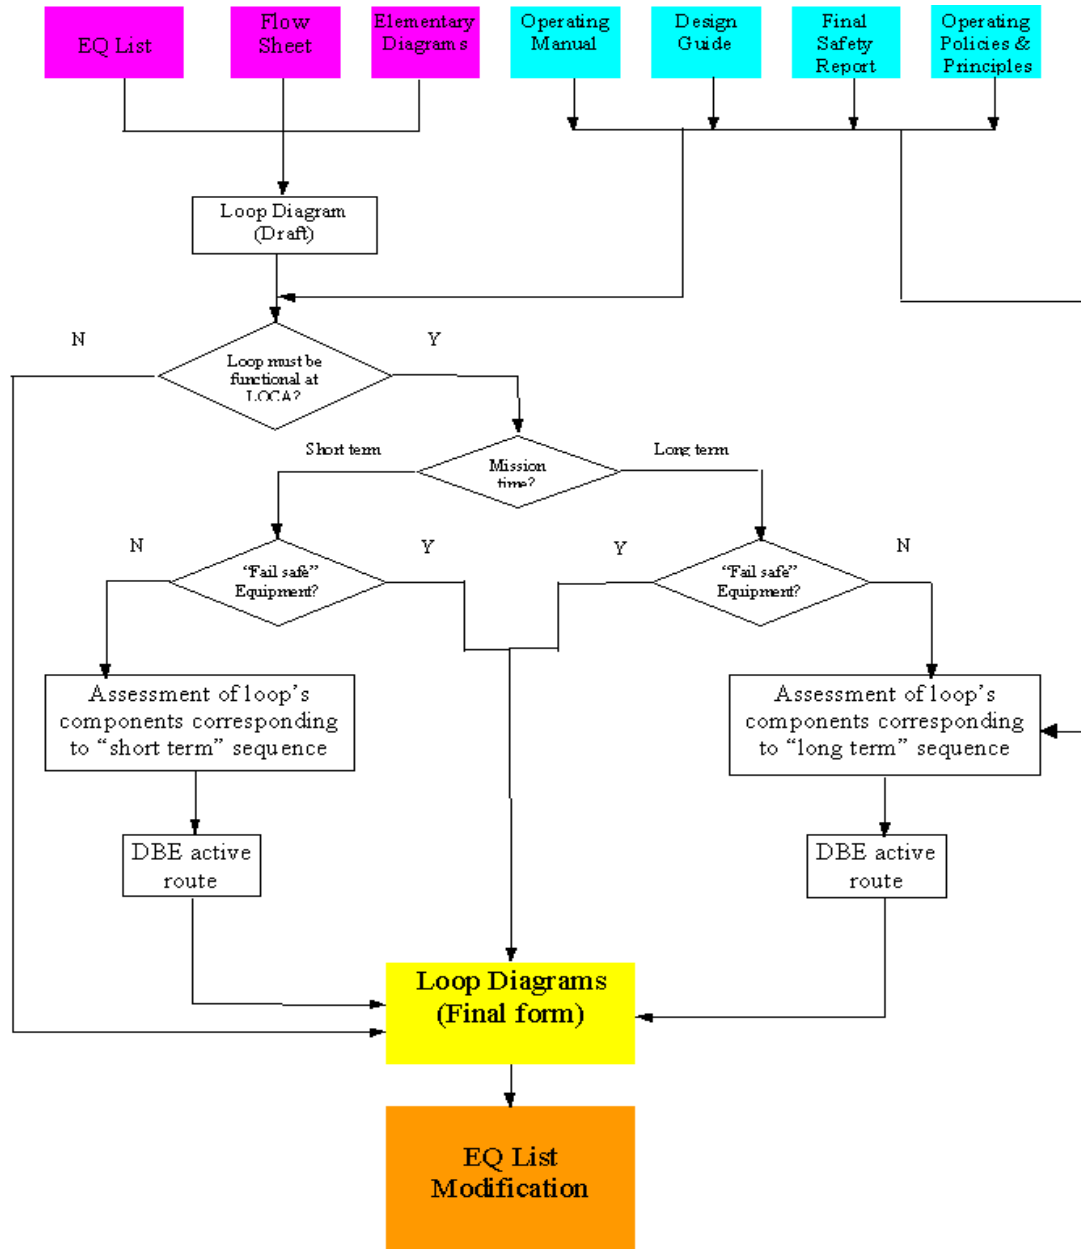 EQ List
Flow
Sheet
Elementary
Diagrams
Operating
Manual
Design
Guide
Final
Safety
Report
Operating
Policies &
Principles
Loop Diagram
(Draft)
N
Y
Loop must be
functional at
LOCA?
Short term
Long term
Mission
time?
N
Y
Y
N
"Fail safe"
Equipment?
"Fail safe"
Equipment?
Assessment of loop's
components corresponding
to "short term" sequence
Assessment of loop's
components corresponding
to "long term" sequence
DBE active
route
DBE active
route
Loop Diagrams
(Final form)
EQ List
Modification